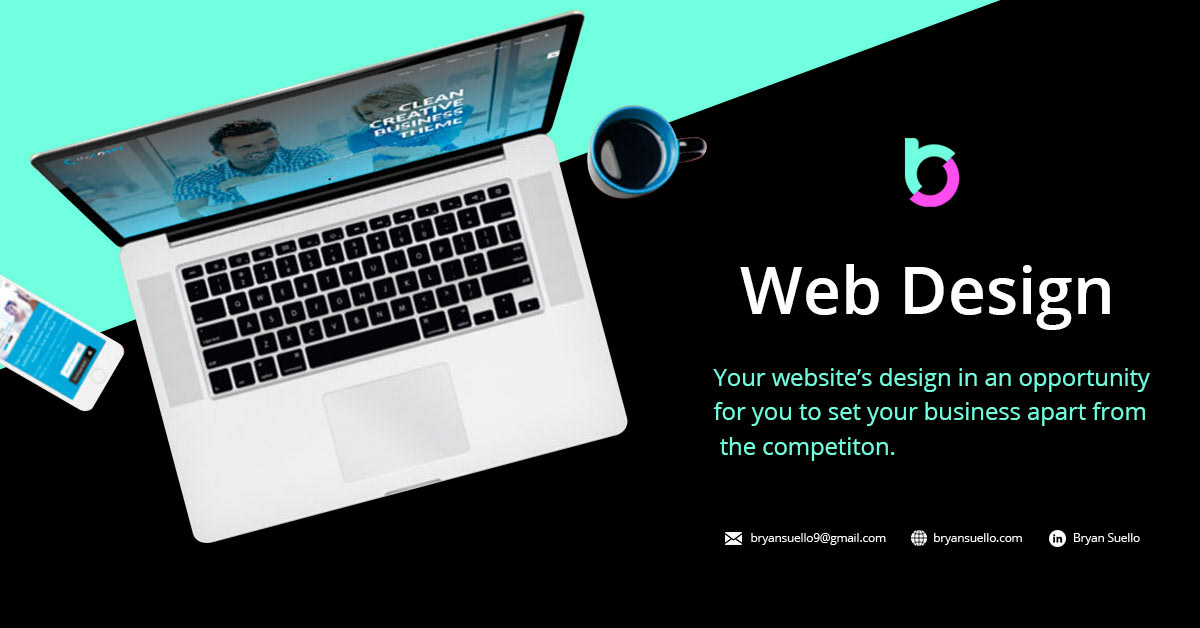 CLEAN
CREATIVE
BUSINESS
THEME
b
Web Design
Your website’s design in an opportunity
for you to set your business apart from
the competiton.
bryansuello9@gmail.com
bryansuello.com
in
Bryan Suello